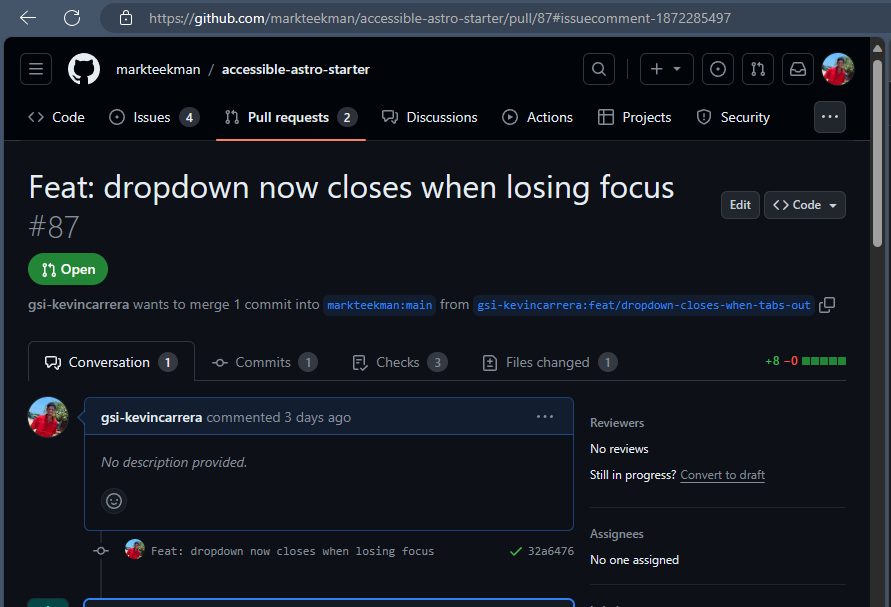 https://github.com/markteekman/accessible-astro-starter/pull/87#issuecomment-1872285497
markteekman / accessible-astro-starter
Code Issues 4 Pull requests 2 Discussions Actions Projects Security
Feat: dropdown now closes when losing focus
#87
Edit Code
Open
gsi-kevincarrera wants to merge 1 commit into markteekman:main from gsi-kevincarrera:feat/dropdown-closes-when-tabs-out
Conversation 1 Commits 1 Checks 3 Files changed 1 +8 −0
gsi-kevincarrera commented 3 days ago
No description provided.
Feat: dropdown now closes when losing focus 32a6476
Reviewers
No reviews
Still in progress? Convert to draft
Assignees
No one assigned